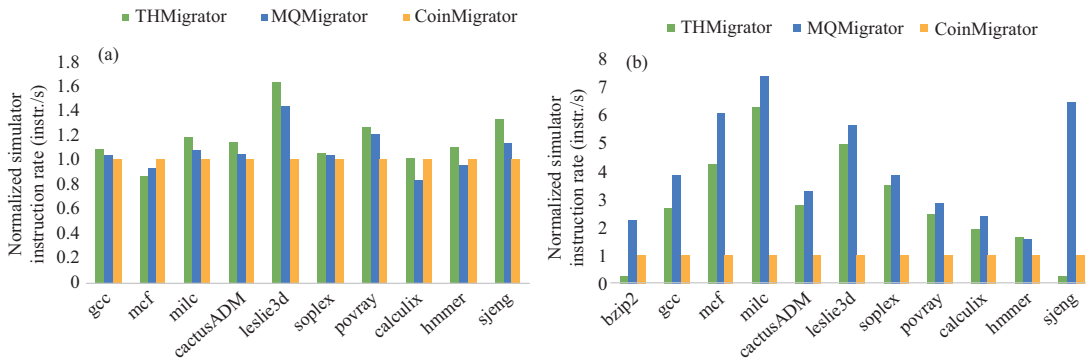 THMigrator MQMigrator CoinMigrator
(a)
Normalized simulator
instruction rate (instr./s)
1.8
1.6
1.4
1.2
1.0
0.8
0.6
0.4
0.2
0
gcc mcf milc cactusADM leslie3d soplex povray calculix hmmer sjeng
THMigrator MQMigrator CoinMigrator
(b)
Normalized simulator
instruction rate (instr./s)
8
7
6
5
4
3
2
1
0
bzip2 gcc mcf milc cactusADM leslie3d soplex povray calculix hmmer sjeng